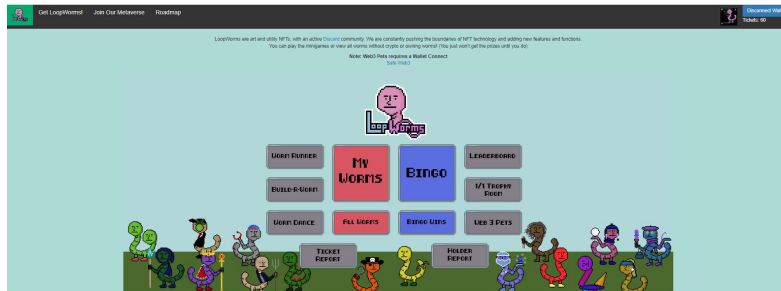 Get LoopWorms!
Join Our Metaverse
Roadmap
Disconnect Wal
Tickets: 60
LoopWorms are art and utility NFTs, with an active Discord community. We are constantly pushing the boundaries of NFT technology and adding new features and functions.
You can play the minigames or view all worms without crypto or owning worms! (You just won't get the prizes until you do)
Note: Web3 Pets requires a Wallet Connect
Safe Web3
Loop Worms
Worm Runner
My
Worms
Bingo
Leaderboard
Build-R-Worm
1/1 Trophy
Room
Worm Dance
All Worms
Bingo Wins
Web 3 Pets
Ticket
Report
Holder
Report